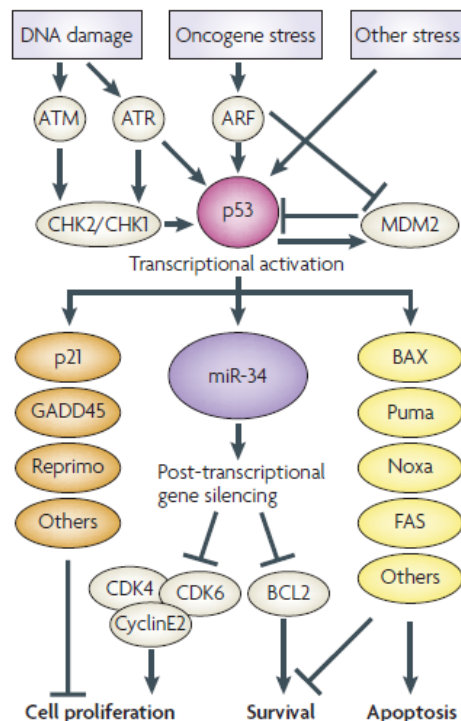 DNA damage
Oncogene stress
Other stress
ATM
ATR
ARF
CHK2/CHK1
p53
MDM2
Transcriptional activation
p21
GADD45
Reprimo
Others
miR-34
BAX
Puma
Noxa
FAS
Others
Post-transcriptional
gene silencing
CDK4
CDK6
CyclinE2
BCL2
Cell proliferation
Survival
Apoptosis